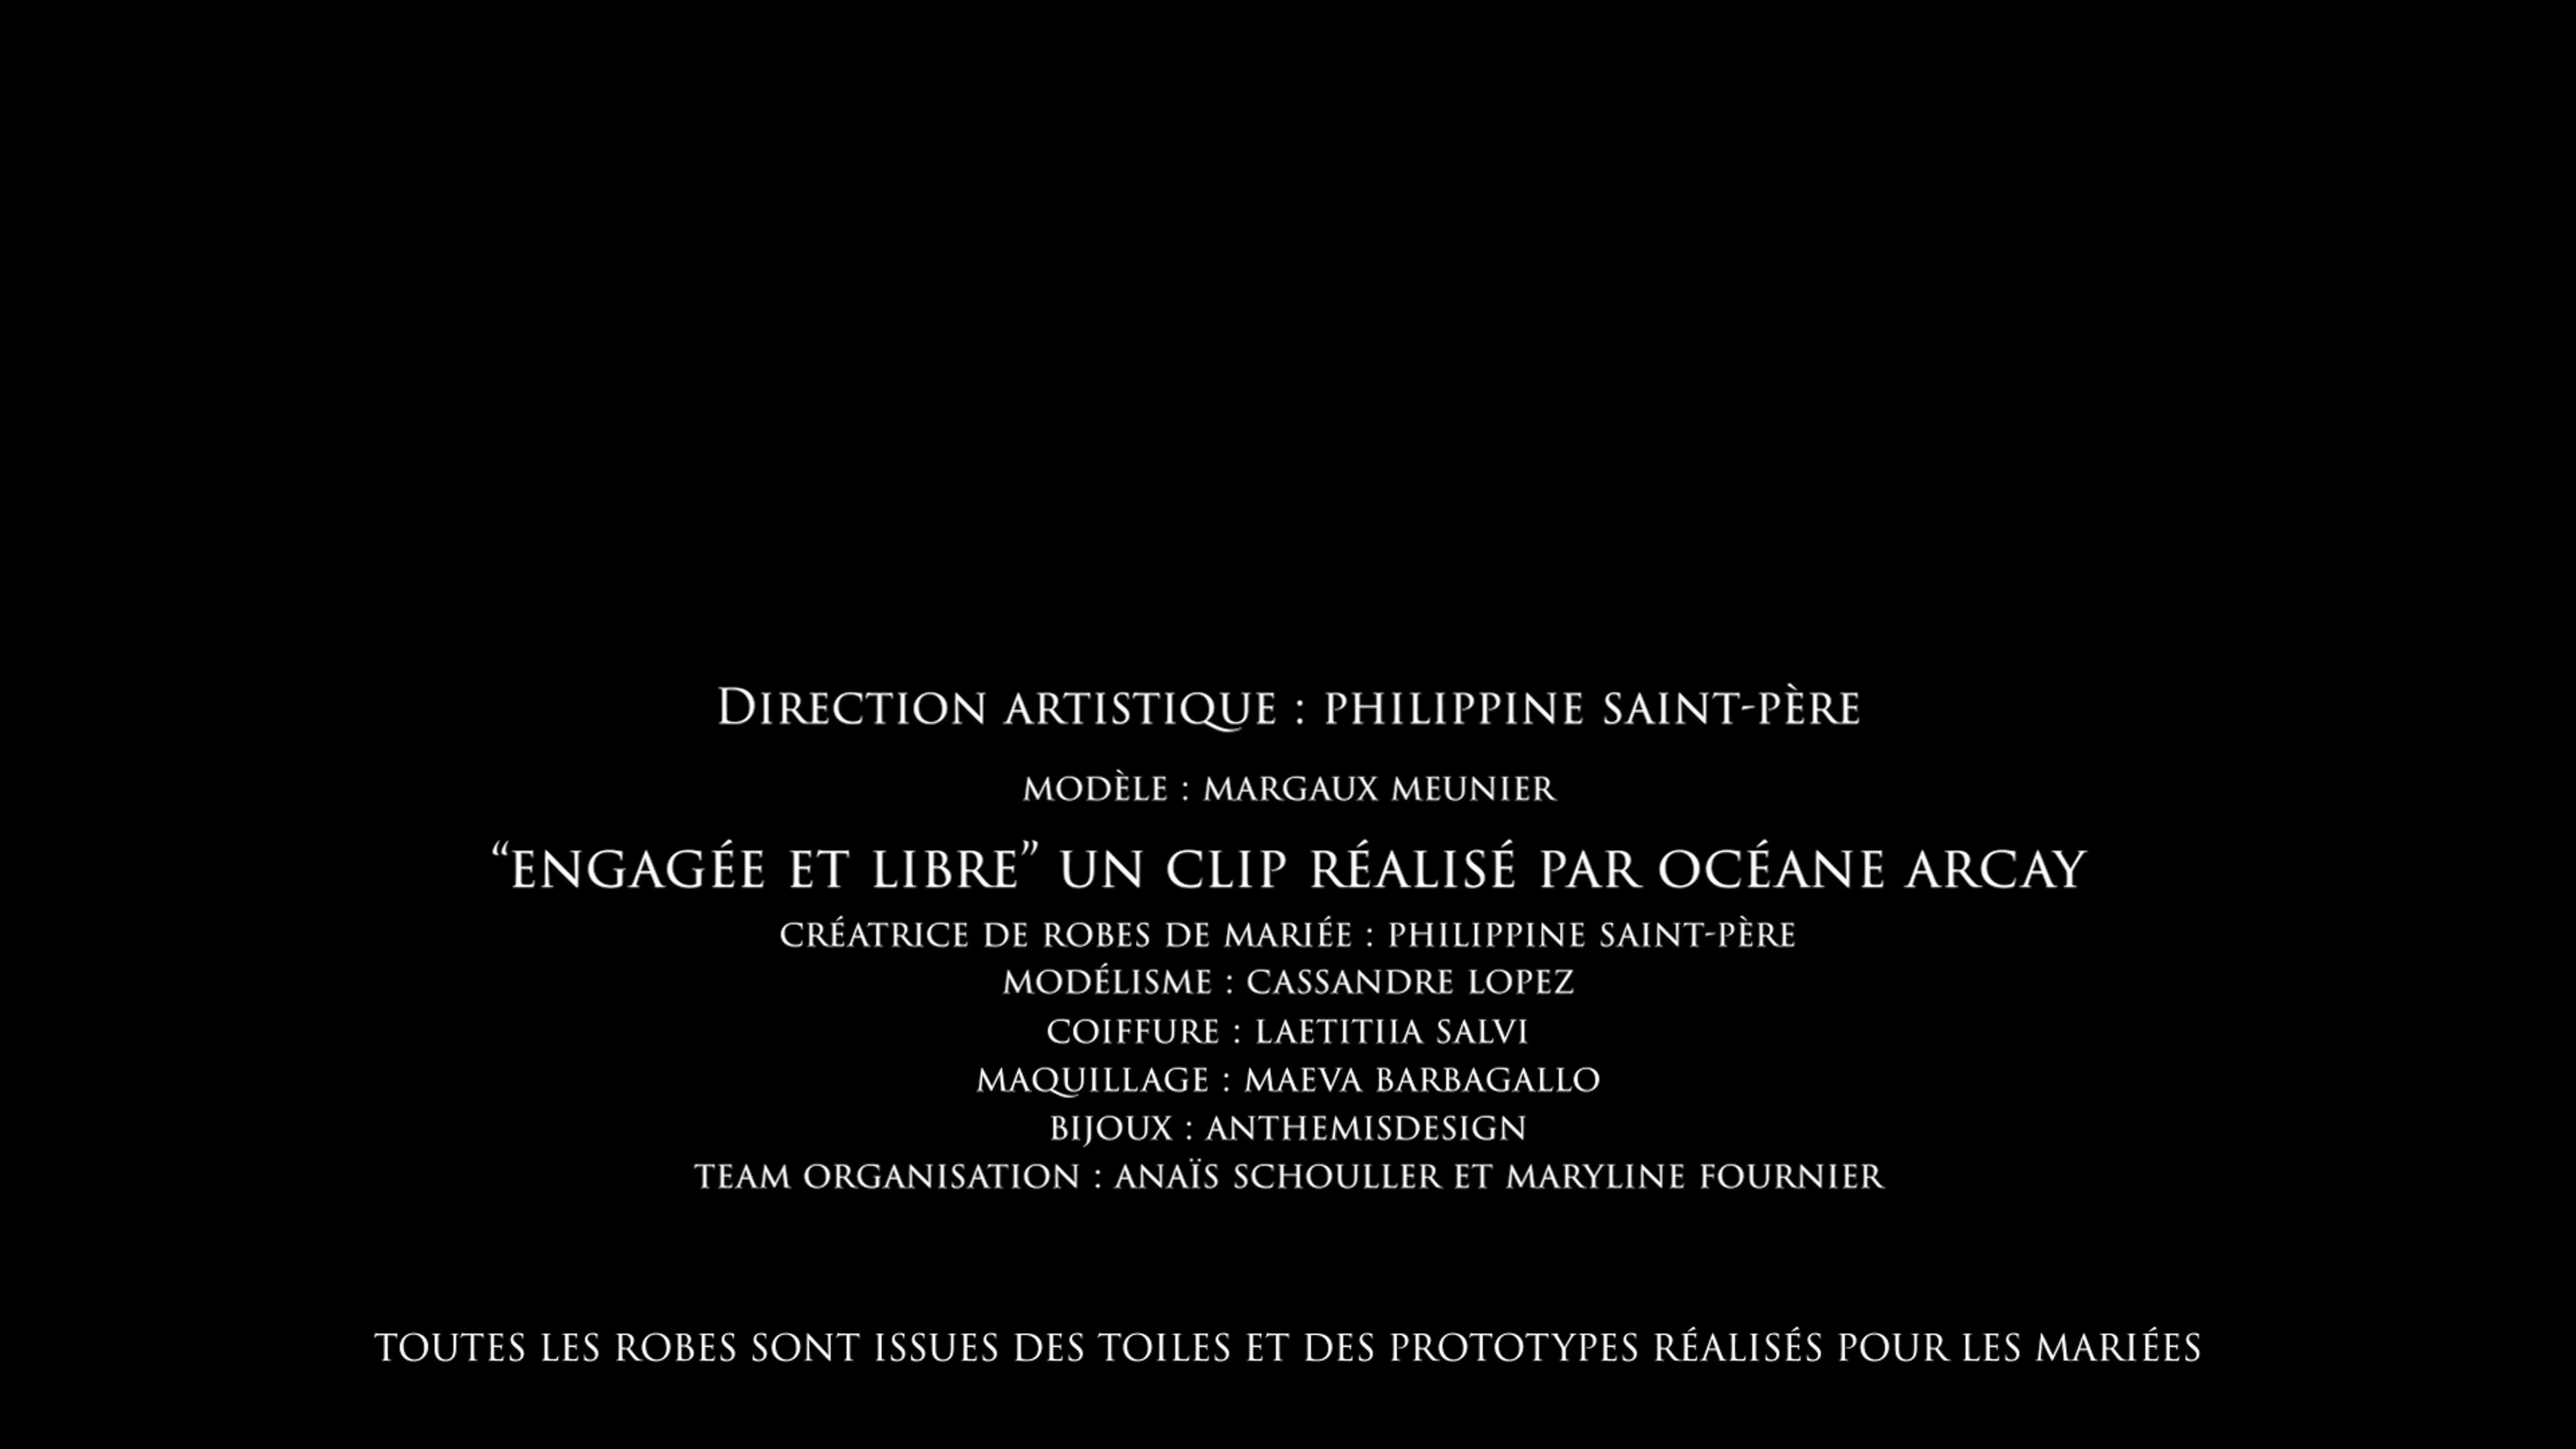 Direction artistique : Philippine Saint-Père
modèle : Margaux Meunier
“Engagée et libre” un clip réalisé par Océane Arcay
Créatrice de robes de mariée : Philippine Saint-Père
Modélisme : Cassandre Lopez
Coiffure : Laetitiia Salvi
Maquillage : Maeva Barbagallo
Bijoux : Anthemisdesign
Team organisation : Anaïs Schouller et Maryline Fournier
TOUTES LES ROBES SONT ISSUES DES TOILES ET DES PROTOTYPES RÉALISÉS POUR LES MARIÉES